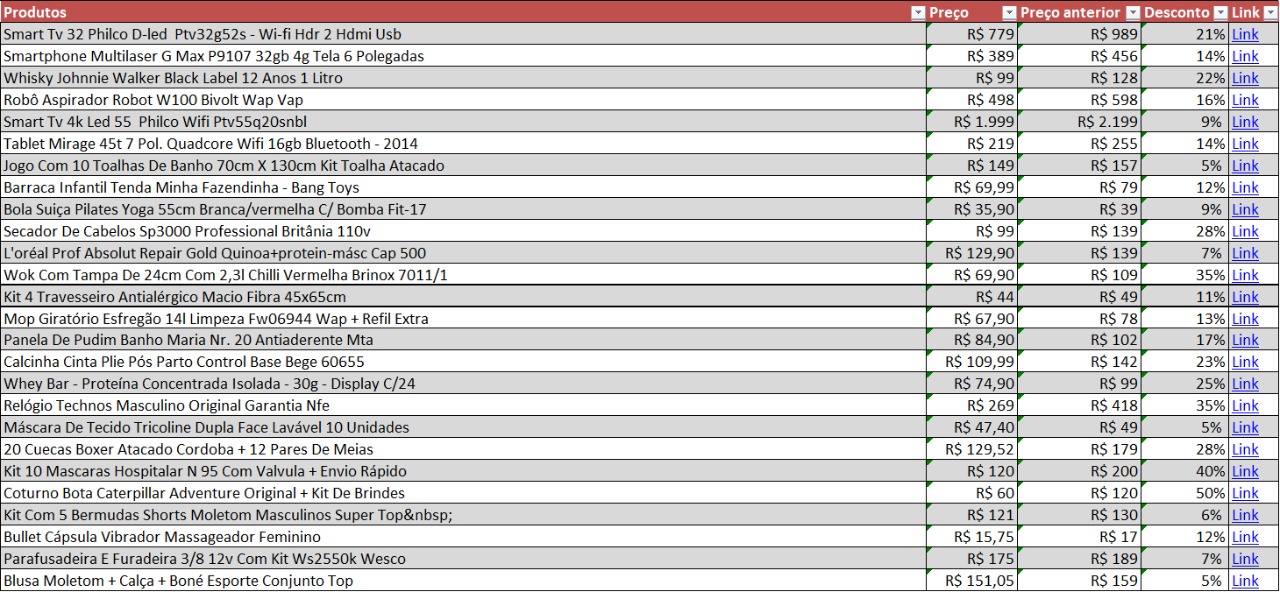 Produtos Preço Preço anterior Desconto Link
Smart Tv 32 Philco D-led  Ptv32g52s - Wi-fi Hdr 2 Hdmi Usb R$ 779 R$ 989 21% Link
Smartphone Multilaser G Max P9107 32gb 4g Tela 6 Polegadas R$ 389 R$ 456 14% Link
Whisky Johnnie Walker Black Label 12 Anos 1 Litro R$ 99 R$ 128 22% Link
Robô Aspirador Robot W100 Bivolt Wap Vap R$ 498 R$ 598 16% Link
Smart Tv 4k Led 55  Philco Wifi Ptv55q20snbl R$ 1.999 R$ 2.199 9% Link
Tablet Mirage 45t 7 Pol. Quadcore Wifi 16gb Bluetooth - 2014 R$ 219 R$ 255 14% Link
Jogo Com 10 Toalhas De Banho 70cm X 130cm Kit Toalha Atacado R$ 149 R$ 157 5% Link
Barraca Infantil Tenda Minha Fazendinha - Bang Toys R$ 69,99 R$ 79 12% Link
Bola Suiça Pilates Yoga 55cm Branca/vermelha C/ Bomba Fit-17 R$ 35,90 R$ 39 9% Link
Secador De Cabelos Sp3000 Professional Britânia 110v R$ 99 R$ 139 28% Link
L'oréal Prof Absolut Repair Gold Quinoa+protein-másc Cap 500 R$ 129,90 R$ 139 7% Link
Wok Com Tampa De 24cm Com 2,3l Chilli Vermelha Brinox 7011/1 R$ 69,90 R$ 109 35% Link
Kit 4 Travesseiro Antialérgico Macio Fibra 45x65cm R$ 44 R$ 49 11% Link
Mop Giratório Esfregão 14l Limpeza Fw06944 Wap + Refil Extra R$ 67,90 R$ 78 13% Link
Panela De Pudim Banho Maria Nr. 20 Antiaderente Mta R$ 84,90 R$ 102 17% Link
Calcinha Cinta Plie Pós Parto Control Base Bege 60655 R$ 109,99 R$ 142 23% Link
Whey Bar - Proteína Concentrada Isolada - 30g - Display C/24 R$ 74,90 R$ 99 25% Link
Relógio Technos Masculino Original Garantia Nfe R$ 269 R$ 418 35% Link
Máscara De Tecido Tricoline Dupla Face Lavável 10 Unidades R$ 47,40 R$ 49 5% Link
20 Cuecas Boxer Atacado Cordoba + 12 Pares De Meias R$ 129,52 R$ 179 28% Link
Kit 10 Mascaras Hospitalar N 95 Com Valvula + Envio Rápido R$ 120 R$ 200 40% Link
Coturno Bota Caterpillar Adventure Original + Kit De Brindes R$ 60 R$ 120 50% Link
Kit Com 5 Bermudas Shorts Moletom Masculinos Super Top&nbsp; R$ 121 R$ 130 6% Link
Bullet Cápsula Vibrador Massageador Feminino R$ 15,75 R$ 17 12% Link
Parafusadeira E Furadeira 3/8 12v Com Kit Ws2550k Wesco R$ 175 R$ 189 7% Link
Blusa Moletom + Calça + Boné Esporte Conjunto Top R$ 151,05 R$ 159 5% Link